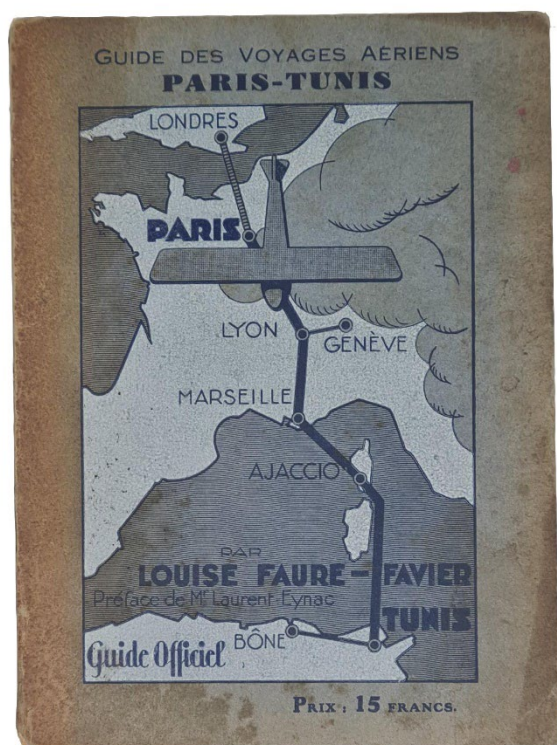 GUIDE DES VOYAGES AÉRIENS
PARIS-TUNIS
LONDRES
PARIS
LYON
GENÈVE
MARSEILLE
AJACCIO
PAR
LOUISE FAURE-FAVIER
Préface de Mr Laurent-Eynac
TUNIS
BÔNE
Guide Officiel
PRIX : 15 FRANCS.